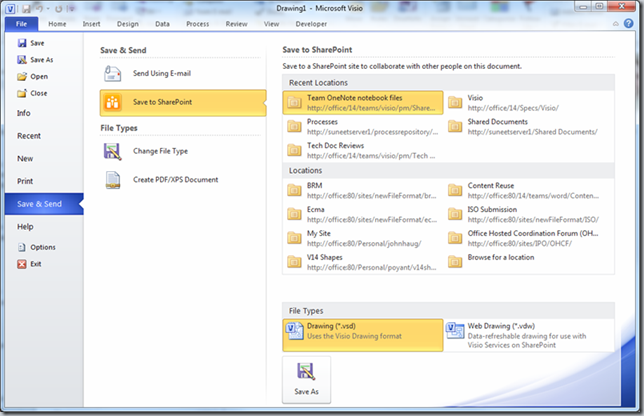 Drawing1 - Microsoft Visio
File Home Insert Design Data Process Review View Developer
Save
Save As
Open
Close
Info
Recent
New
Print
Save & Send
Help
Options
Exit
Save & Send
Send Using E-mail
Save to SharePoint
File Types
Change File Type
Create PDF/XPS Document
Save to SharePoint
Save to a SharePoint site to collaborate with other people on this document.
Recent Locations
Team OneNote notebook files
http://office/14/teams/visio/pm/Share...
Visio
http://office/14/Specs/Visio/
Processes
http://suneetserver1/processrepository/...
Shared Documents
http://suneetserver1/Shared Documents/
Tech Doc Reviews
http://office/14/teams/visio/pm/Tech ...
Locations
BRM
http://office:80/sites/newFileFormat/br...
Content Reuse
http://office:80/14/teams/word/Conten...
Ecma
http://office:80/sites/newFileFormat/ec...
ISO Submission
http://office:80/sites/newFileFormat/ISO/
My Site
http://office:80/Personal/johnhaug/
Office Hosted Coordination Forum (OH...
http://office:80/sites/IPO/OHCF/
V14 Shapes
http://office:80/Personal/poyant/v14sh...
Browse for a location
File Types
Drawing (*.vsd)
Uses the Visio Drawing format
Web Drawing (*.vdw)
Data-refreshable drawing for use with
Visio Services on SharePoint
Save As